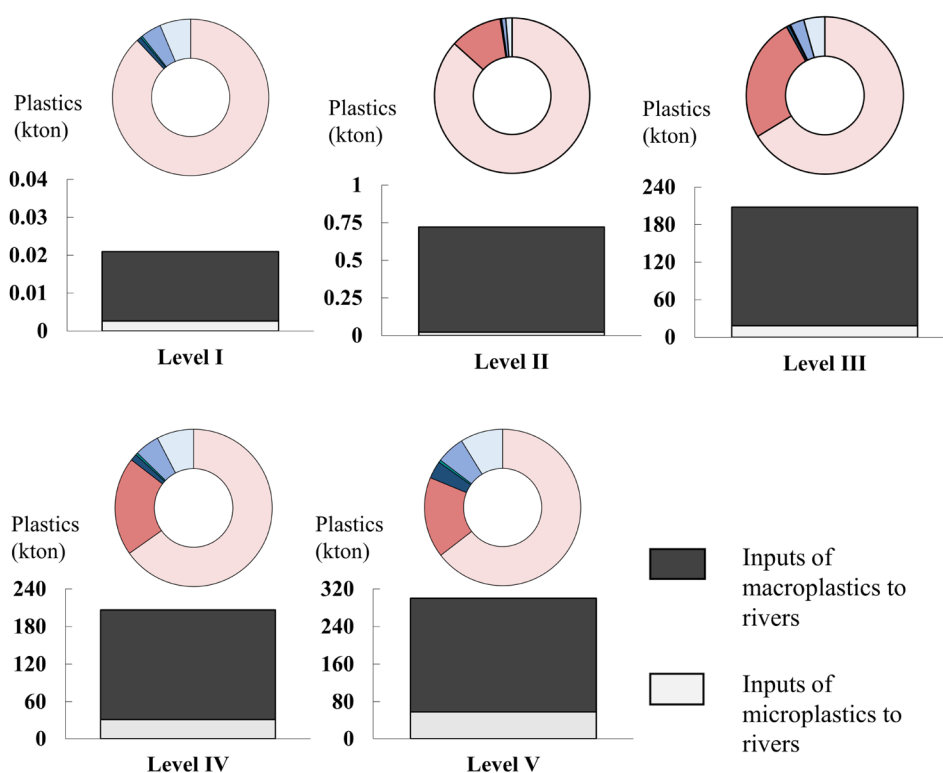 Plastics
(kton)
0.04
0.03
0.02
0.01
0
Level I
Plastics
(kton)
1
0.75
0.5
0.25
0
Level II
Plastics
(kton)
240
180
120
60
0
Level III
Plastics
(kton)
240
180
120
60
0
Level IV
Plastics
(kton)
320
240
160
80
0
Level V
Inputs of
macroplastics to
rivers
Inputs of
microplastics to
rivers